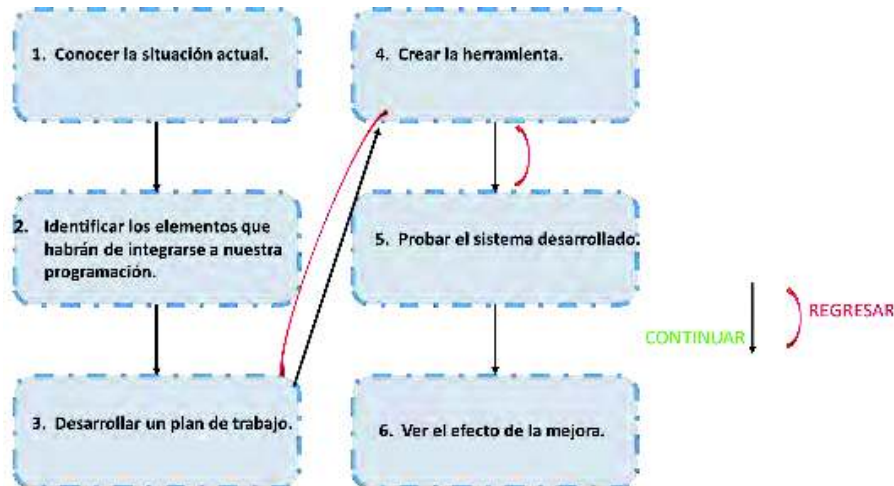 1. Conocer la situación actual.
2. Identificar los elementos que
habrán de integrarse a nuestra
programación.
3. Desarrollar un plan de trabajo.
4. Crear la herramienta.
5. Probar el sistema desarrollado.
6. Ver el efecto de la mejora.
CONTINUAR
REGRESAR